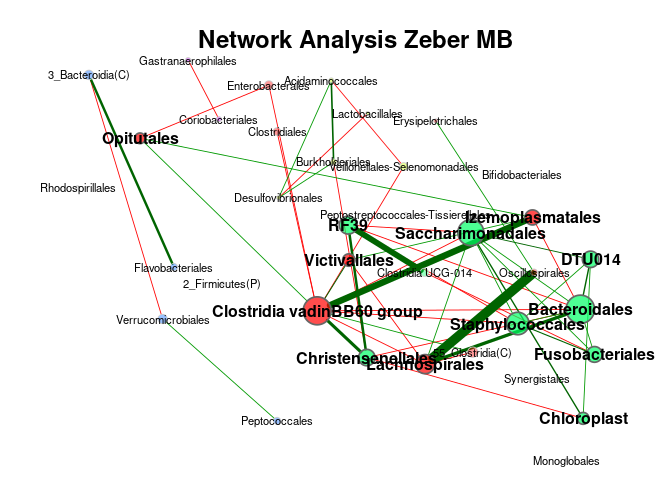 Network Analysis Zeber MB
Gastranaerophilales
3_Bacteroidia(C)
Enterobacterales
Acidaminococcales
Lactobacillales
Coriobacteriales
Erysipelotrichales
Clostridiales
Opitutales
Burkholderiales
Veillonellales-Selenomonadales
Bifidobacteriales
Rhodospirillales
Desulfovibrionales
Peptostreptococcales-Tissierellales
Izemoplasmatales
RF39
Saccharimonadales
Victivallales
DTU014
Flavobacteriales
Clostridia UCG-014
Oscillospirales
2_Firmicutes(P)
Clostridia vadinBB60 group
Bacteroidales
Verrucomicrobiales
Staphylococcales
55_Clostridia(C)
Fusobacteriales
Christensenellales
Lachnospirales
Synergistales
Peptococcales
Chloroplast
Monoglobales